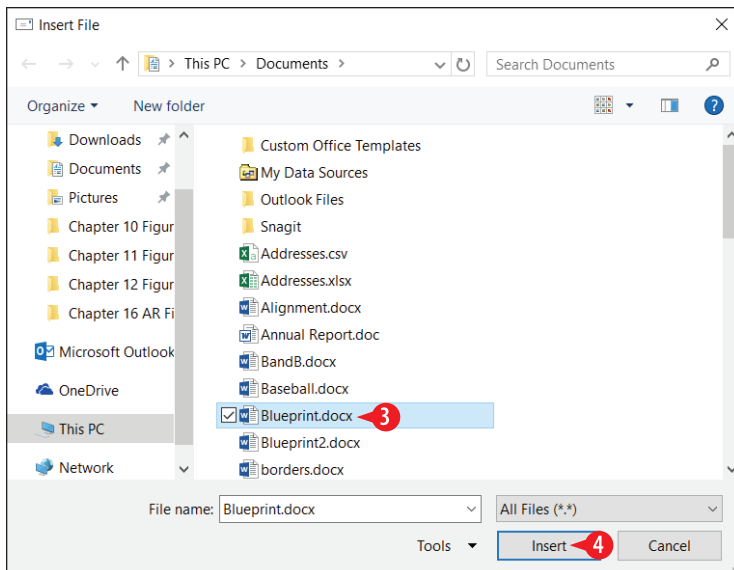 Insert File
This PC > Documents >
Search Documents
Organize
New folder
Downloads
Documents
Pictures
Chapter 10 Figur
Chapter 11 Figur
Chapter 12 Figur
Chapter 16 AR Fi
Microsoft Outlook
OneDrive
This PC
Network
Custom Office Templates
My Data Sources
Outlook Files
Snagit
Addresses.csv
Addresses.xlsx
Alignment.docx
Annual Report.doc
BandB.docx
Baseball.docx
Blueprint.docx 3
Blueprint2.docx
borders.docx
File name: Blueprint.docx
All Files (*.*)
Tools
Insert 4
Cancel